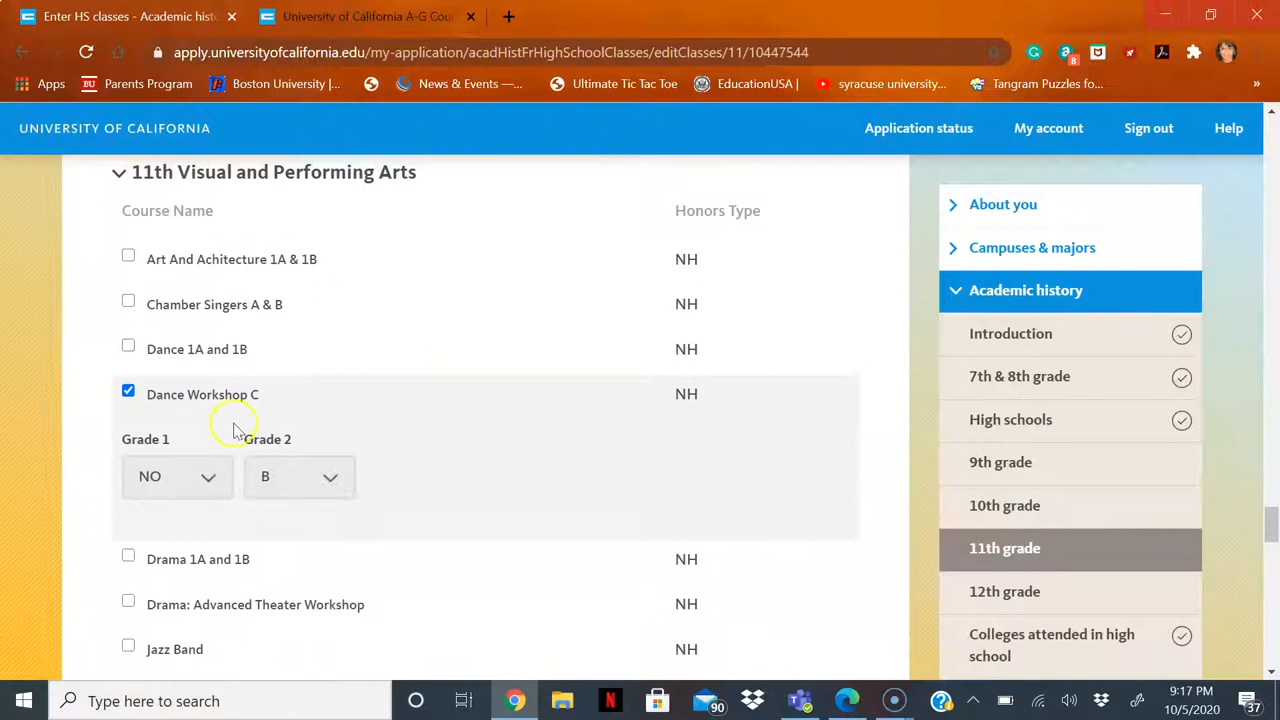 Enter HS classes - Academic hist
University of California A-G Cou
apply.universityofcalifornia.edu/my-application/acadHistFrHighSchoolClasses/editClasses/11/10447544
8
Apps
BU
Parents Program
Boston University |...
News & Events —...
Ultimate Tic Tac Toe
EducationUSA |
syracuse university...
Tangram Puzzles fo...
»
UNIVERSITY OF CALIFORNIA
Application status
My account
Sign out
Help
11th Visual and Performing Arts
Course Name
Honors Type
Art And Achitecture 1A & 1B
NH
Chamber Singers A & B
NH
Dance 1A and 1B
NH
Dance Workshop C
NH
Grade 1
Grade 2
NO
B
Drama 1A and 1B
NH
Drama: Advanced Theater Workshop
NH
Jazz Band
NH
About you
Campuses & majors
Academic history
Introduction
7th & 8th grade
High schools
9th grade
10th grade
11th grade
12th grade
Colleges attended in high
school
Type here to search
90
9:17 PM
10/5/2020
37